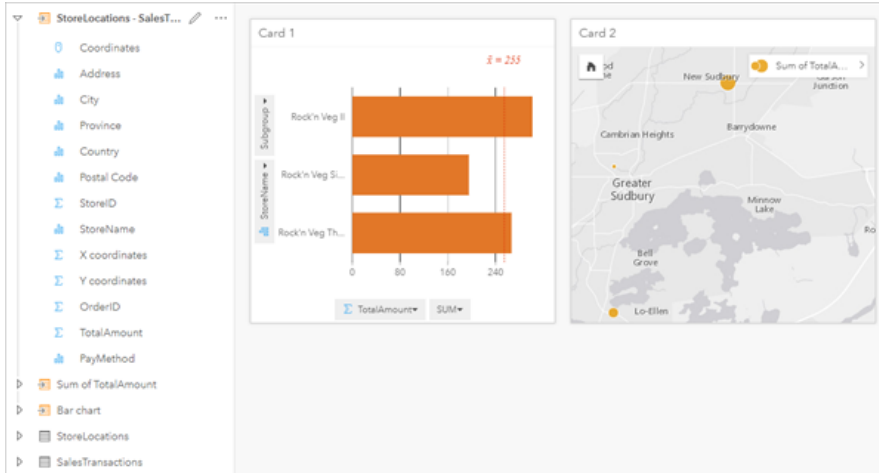 StoreLocations - SalesT...
Coordinates
Address
City
Province
Country
Postal Code
StoreID
StoreName
X coordinates
Y coordinates
OrderID
TotalAmount
PayMethod
Sum of TotalAmount
Bar chart
StoreLocations
SalesTransactions
Card 1
x̄ = 255
Subgroup
StoreName
Rock'n Veg II
Rock'n Veg Si...
Rock'n Veg Th...
0 80 160 240
Σ TotalAmount
SUM
Card 2
Sum of TotalA...
New Sudbury
Junction
Cambrian Heights
Barrydowne
Greater
Sudbury
Minnow
Lake
Ro
Bell
Grove
Lo-Ellen